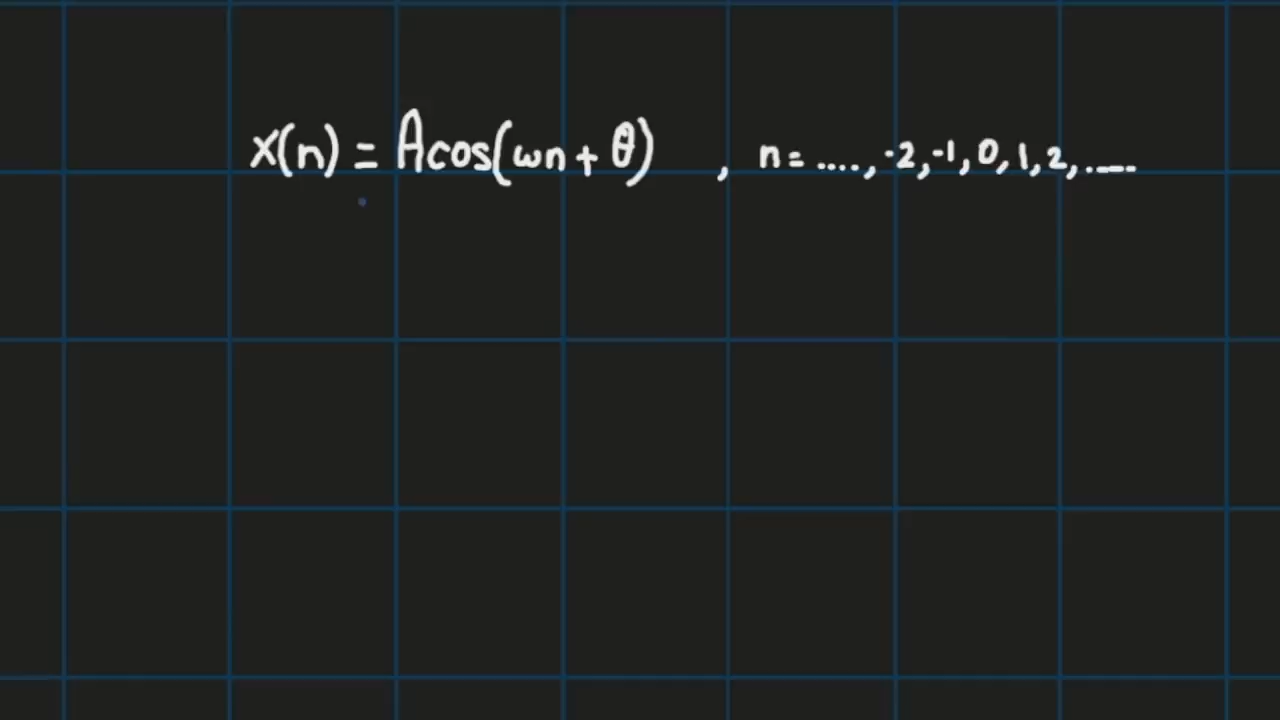 x(n) = Acos(ωn + θ) , n = ...., -2, -1, 0, 1, 2, .....